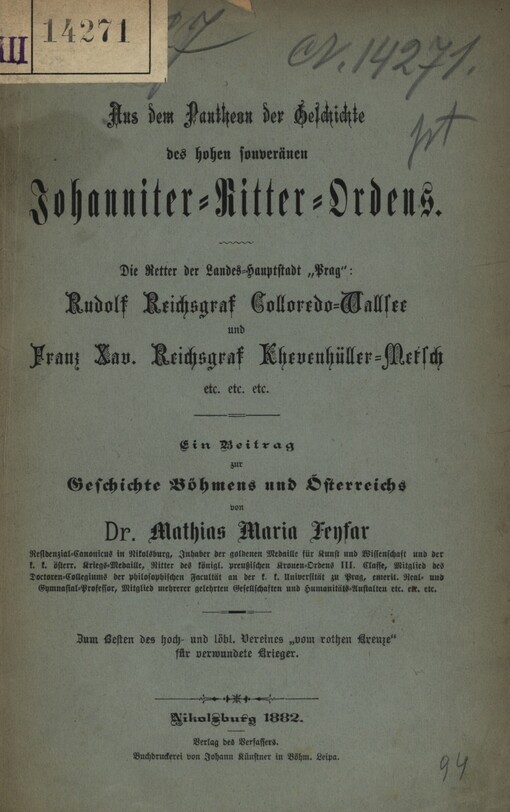 III 14271
N. 14271.
Aus dem Pantheon der Geschichte
des hohen souveränen
Johanniter-Ritter-Ordens.
Die Retter der Landes-Hauptstadt „Prag“:
Rudolf Reichsgraf Colloredo-Wallsee
und
Franz Xav. Reichsgraf Khevenhüller-Metsch
etc. etc. etc.
Ein Beitrag
zur
Geschichte Böhmens und Österreichs
von
Dr. Mathias Maria Feyfar
Residenzial-Canonicus in Nikolsburg, Inhaber der goldenen Medaille für Kunst und Wissenschaft und der
k. k. österr. Kriegs-Medaille, Ritter des königl. preußischen Kronen-Ordens III. Classe, Mitglied des
Doctoren-Collegiums der philosophischen Facultät an der k. k. Universität zu Prag, emerit. Real- und
Gymnasial-Professor, Mitglied mehrerer gelehrten Gesellschaften und Humanitäts-Anstalten etc. etc. etc.
Zum Besten des hoch- und löbl. Vereines „vom rothen Kreuze“
für verwundete Krieger.
Nikolsburg 1882.
Verlag des Verfassers.
Buchdruckerei von Johann Künstner in Böhm. Leipa.
94